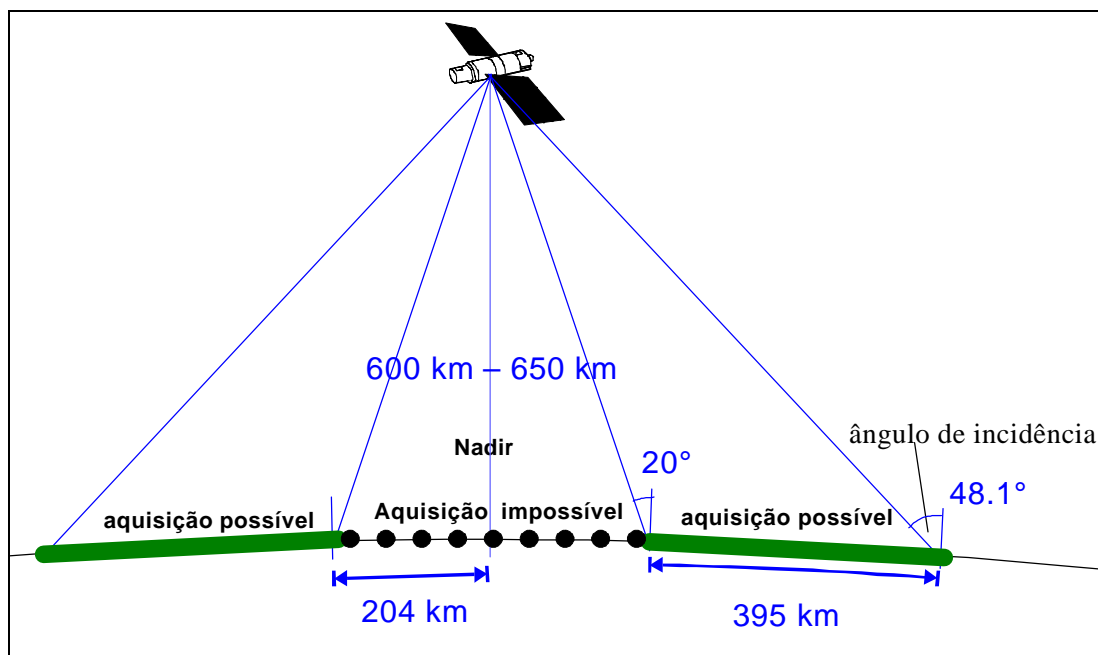 600 km – 650 km
Nadir
ângulo de incidência
20°
48.1°
aquisição possível
Aquisição impossível
aquisição possível
204 km
395 km